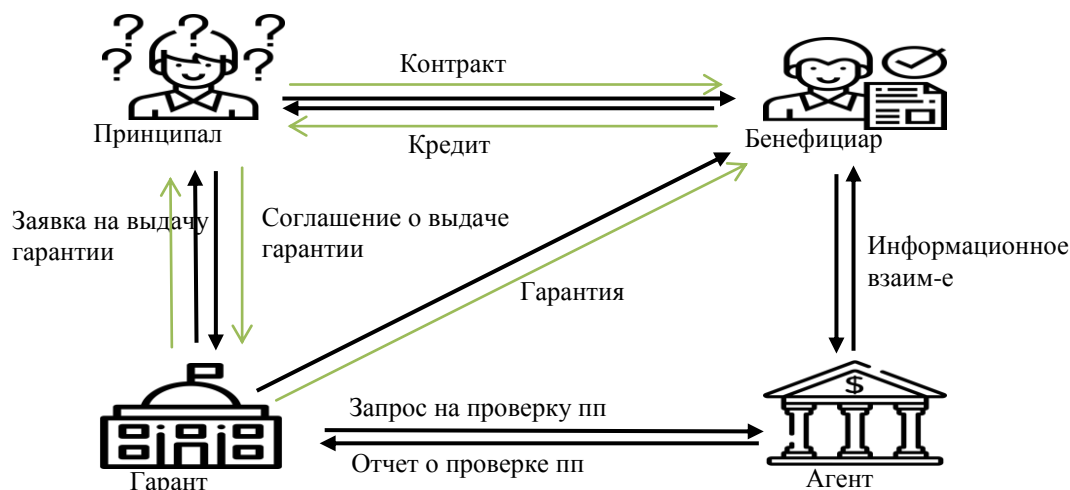 ? ? ?
? ?
Контракт
Принципал
Кредит
Бенефициар
Заявка на выдачу
гарантии
Соглашение о выдаче
гарантии
Гарантия
Информационное
взаим-е
$
Запрос на проверку пп
Отчет о проверке пп
Гарант
Агент